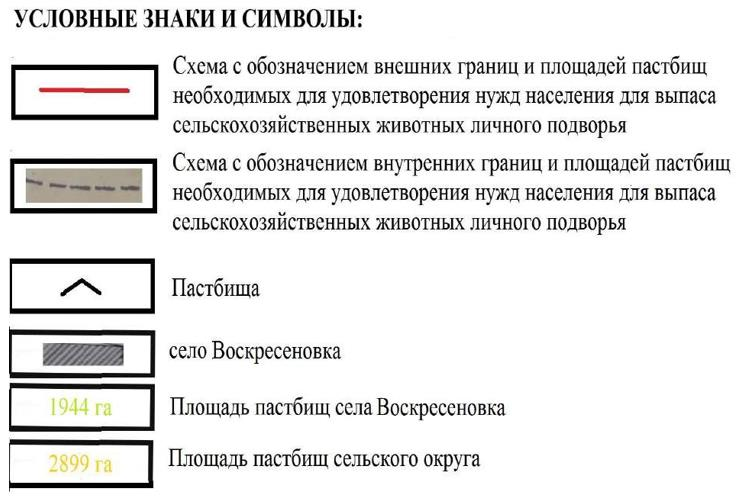 УСЛОВНЫЕ ЗНАКИ И СИМВОЛЫ:
Схема с обозначением внешних границ и площадей пастбищ
необходимых для удовлетворения нужд населения для выпаса
сельскохозяйственных животных личного подворья
Схема с обозначением внутренних границ и площадей пастбищ
необходимых для удовлетворения нужд населения для выпаса
сельскохозяйственных животных личного подворья
Пастбища
село Воскресеновка
1944 га Площадь пастбищ села Воскресеновка
2899 га Площадь пастбищ сельского округа